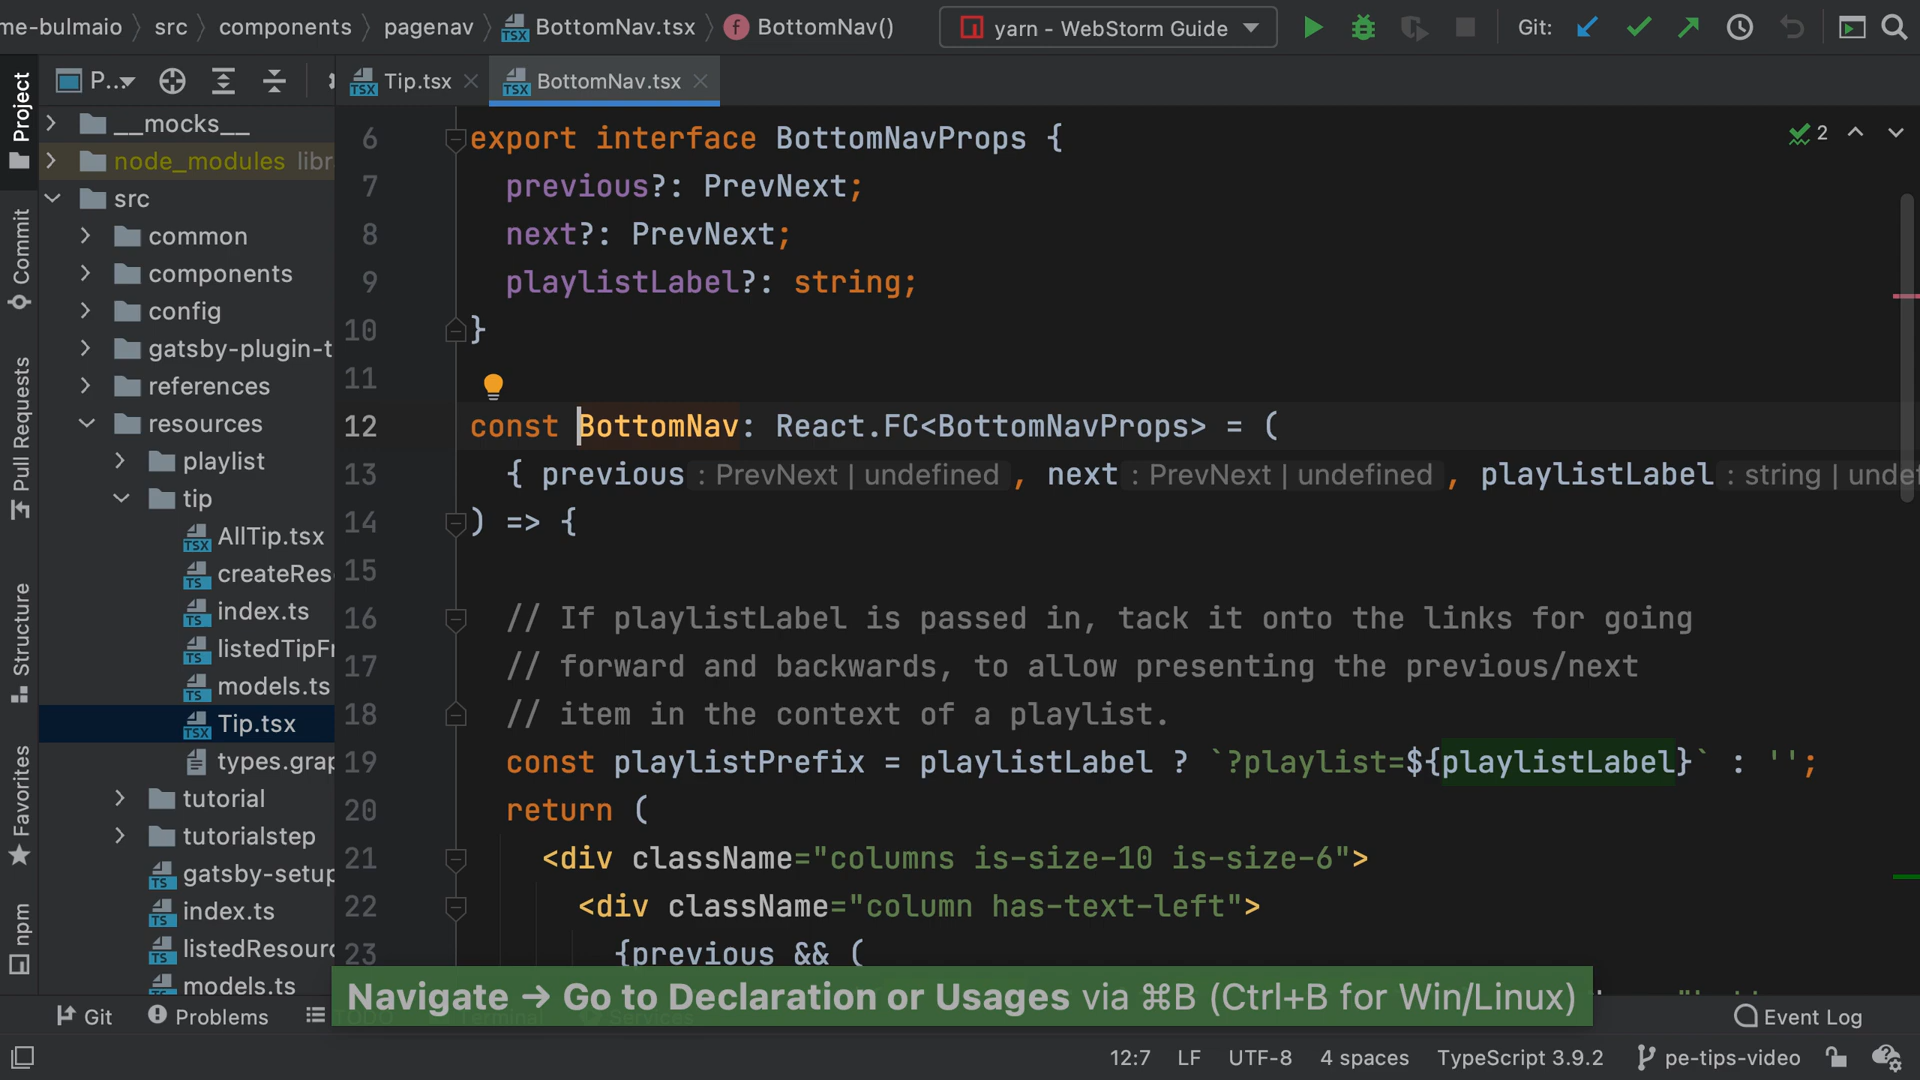 me-bulmaio
src
components
pagenav
BottomNav.tsx
BottomNav()
yarn - WebStorm Guide
Git:
Project
P...
Tip.tsx
BottomNav.tsx
Commit
Pull Requests
Structure
Favorites
npm
__mocks__
node_modules libr
src
common
components
config
gatsby-plugin-t
references
resources
playlist
tip
AllTip.tsx
createRes
index.ts
listedTipFr
models.ts
Tip.tsx
types.grap
tutorial
tutorialstep
gatsby-setup
index.ts
listedResourc
models.ts
2
6 export interface BottomNavProps {
7 previous?: PrevNext;
8 next?: PrevNext;
9 playlistLabel?: string;
10 }
11
12 const BottomNav: React.FC<BottomNavProps> = (
13 { previous : PrevNext | undefined , next : PrevNext | undefined , playlistLabel : string | undef
14 ) => {
15
16 // If playlistLabel is passed in, tack it onto the links for going
17 // forward and backwards, to allow presenting the previous/next
18 // item in the context of a playlist.
19 const playlistPrefix = playlistLabel ? `?playlist=${playlistLabel}` : '';
20 return (
21 <div className="columns is-size-10 is-size-6">
22 <div className="column has-text-left">
23 {previous && (
Navigate → Go to Declaration or Usages via ⌘B (Ctrl+B for Win/Linux)
Git
Problems
TODO
Terminal
Services
Event Log
12:7
LF
UTF-8
4 spaces
TypeScript 3.9.2
pe-tips-video